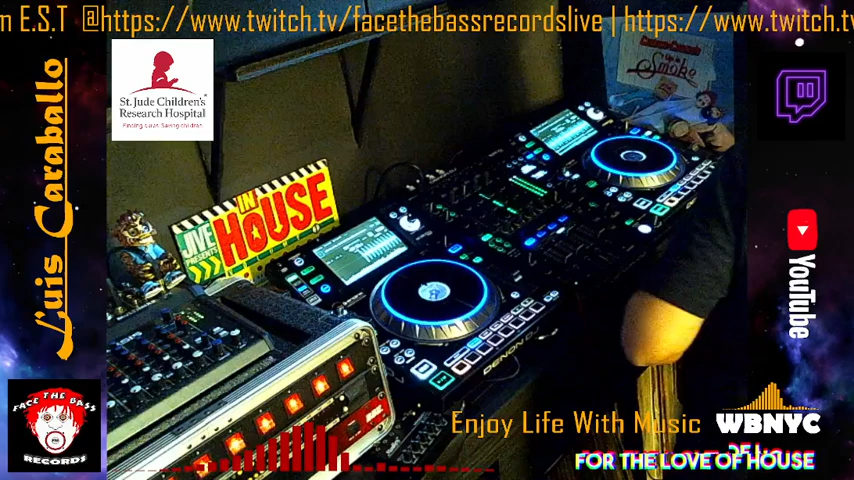 m E.S.T @https://www.twitch.tv/facethebassrecordslive | https://www.twitch.tv
Luis Caraballo
St. Jude Children's
Research Hospital
Finding cures. Saving children.
Smoke
IN
JIVE
PRESENTS
HOUSE
YouTube
DENON DJ
FACE THE BASS
RECORDS
Enjoy Life With Music
WBNYC
FOR THE LOVE OF HOUSE